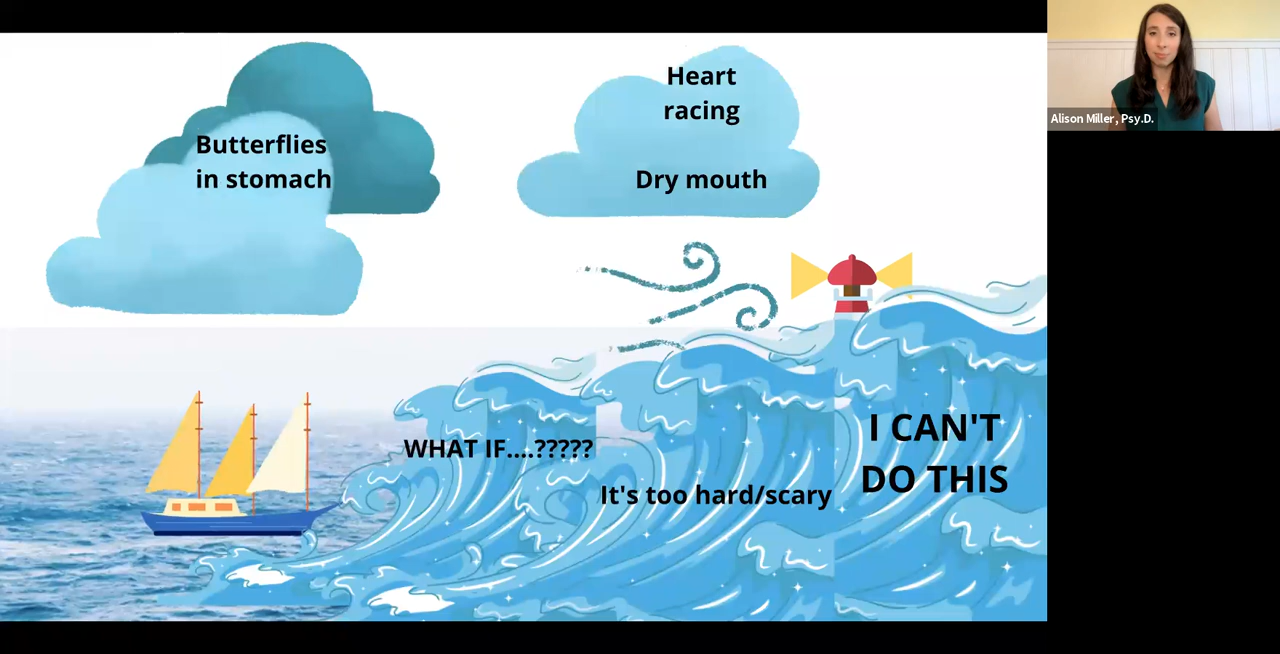 Butterflies
in stomach
Heart
racing
Dry mouth
WHAT IF....?????
It's too hard/scary
I CAN'T
DO THIS
Alison Miller, Psy.D.